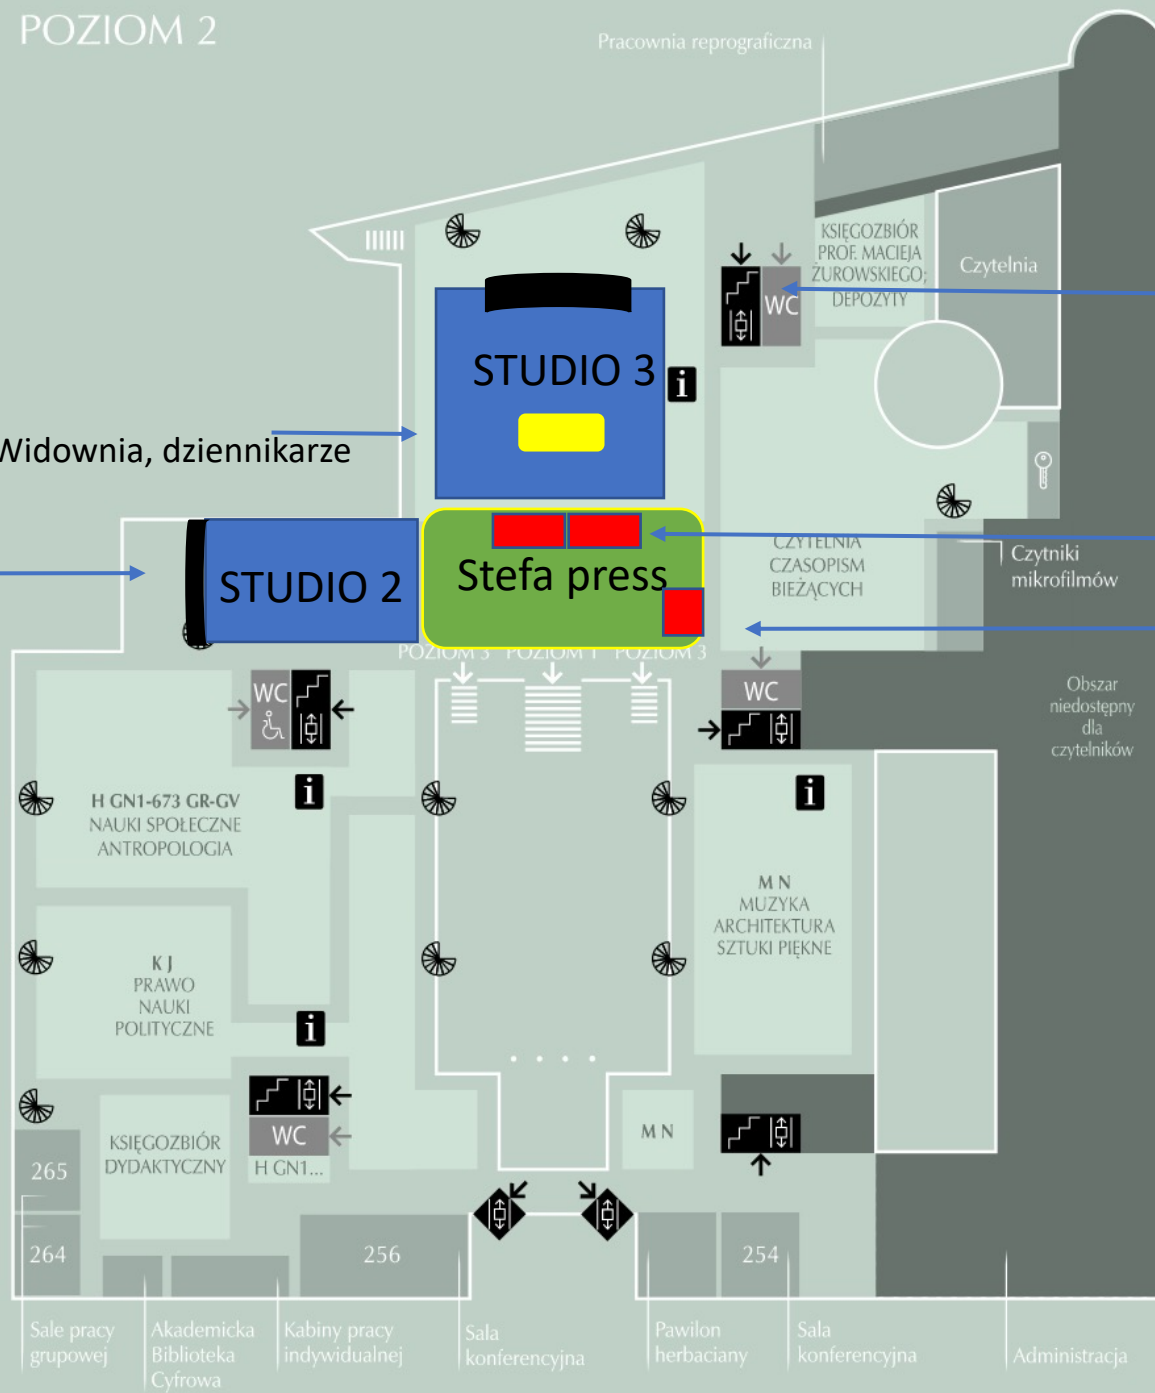 POZIOM 2
Pracownia reprograficzna
KSIĘGOZBIÓR
PROF. MACIEJA
ŻUROWSKIEGO;
DEPOZYTY
Czytelnia
WC
STUDIO 3
i
Widownia, dziennikarze
STUDIO 2
Stefa press
CZYTELNIA
CZASOPISM
BIEŻĄCYCH
Czytniki
mikrofilmów
POZIOM 3 POZIOM 1 POZIOM 3
WC
WC
Obszar
niedostępny
dla
czytelników
i
i
H GN1-673 GR-GV
NAUKI SPOŁECZNE
ANTROPOLOGIA
M N
MUZYKA
ARCHITEKTURA
SZTUKI PIĘKNE
K J
PRAWO
NAUKI
POLITYCZNE
i
KSIĘGOZBIÓR
DYDAKTYCZNY
WC
H GN1...
M N
265
264
256
254
Sale pracy
grupowej
Akademicka
Biblioteka
Cyfrowa
Kabiny pracy
indywidualnej
Sala
konferencyjna
Pawilon
herbaciany
Sala
konferencyjna
Administracja